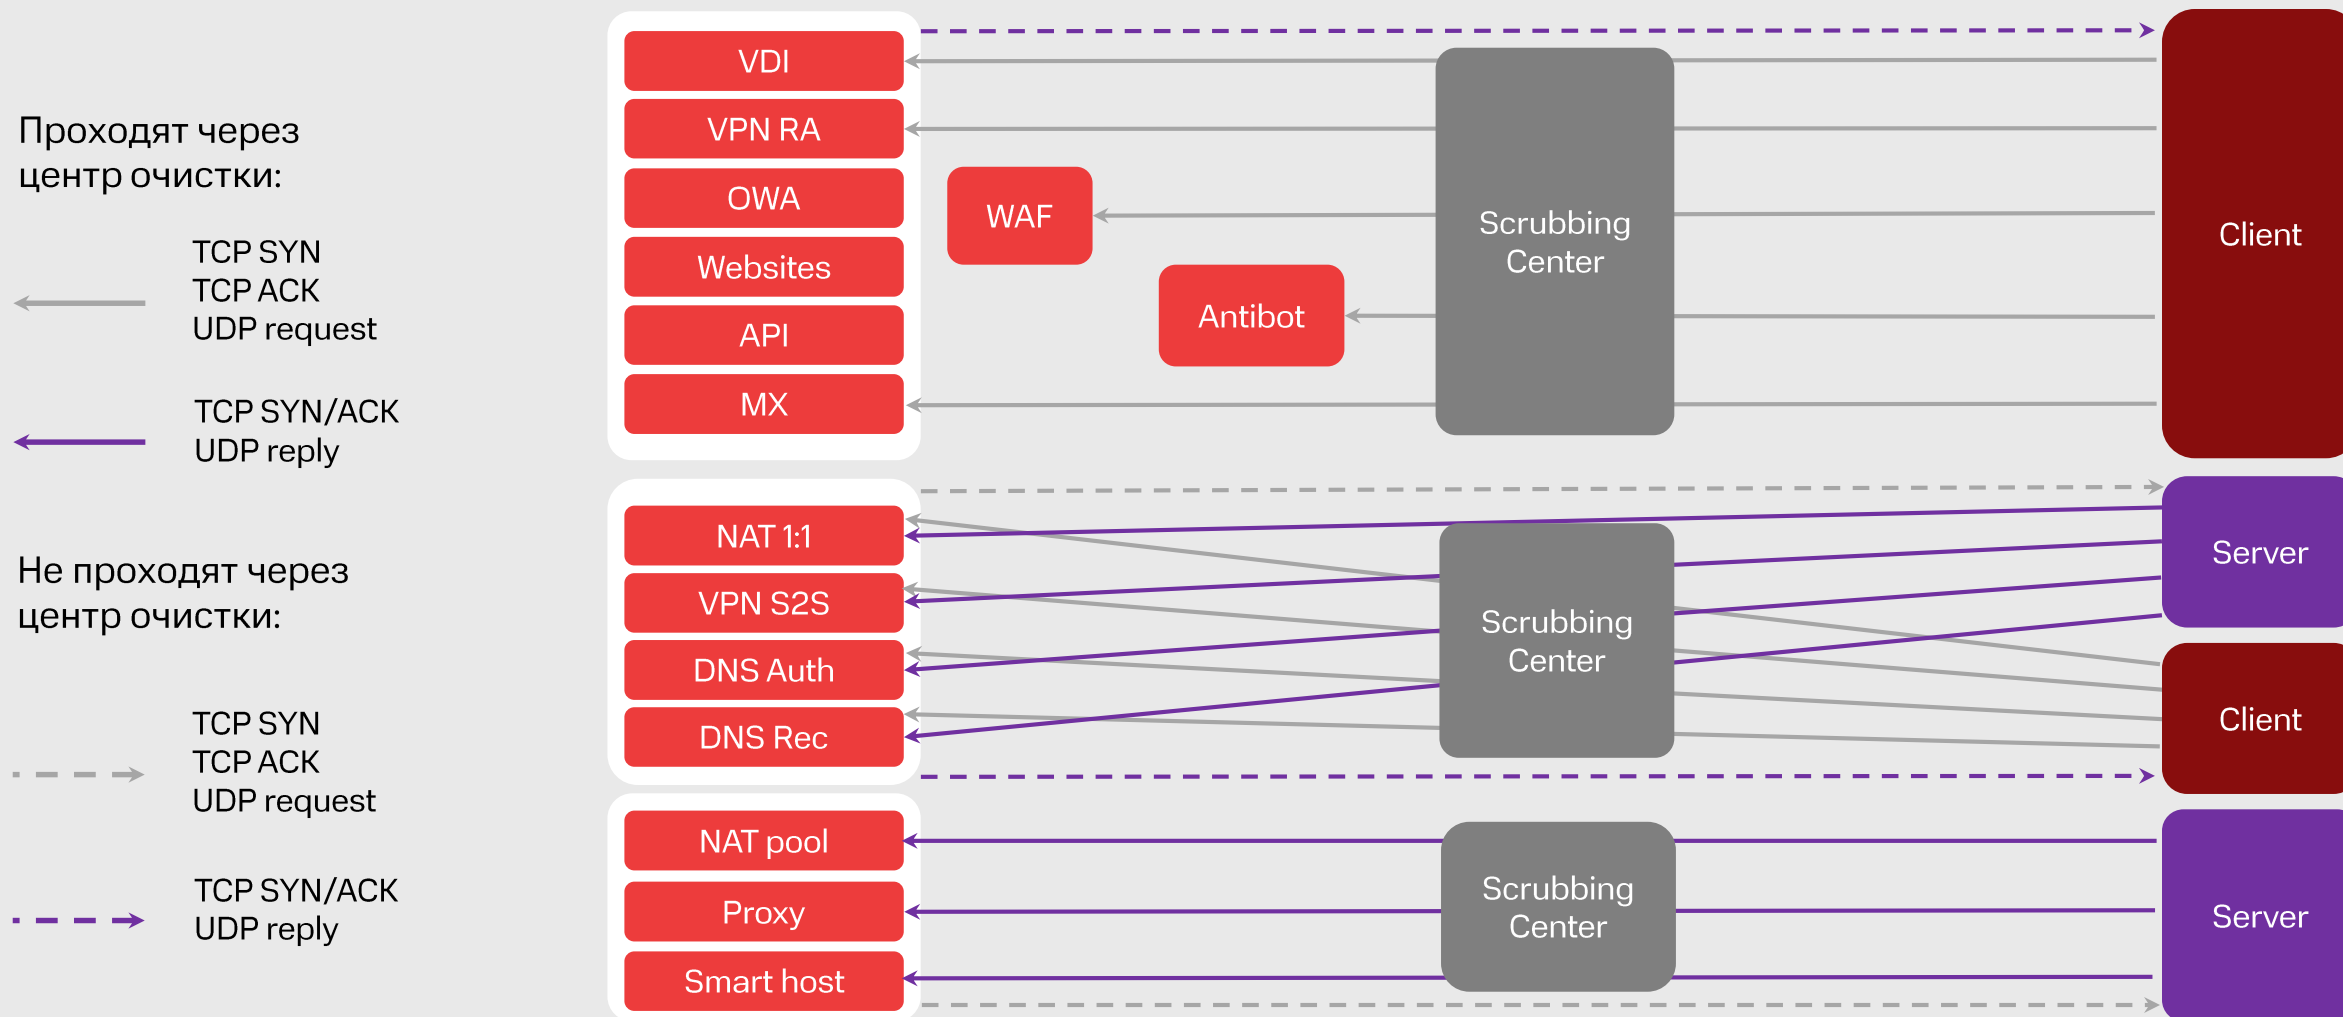 Проходят через
центр очистки:
TCP SYN
TCP ACK
UDP request
TCP SYN/ACK
UDP reply
Не проходят через
центр очистки:
TCP SYN
TCP ACK
UDP request
TCP SYN/ACK
UDP reply
VDI
VPN RA
OWA
Websites
API
MX
WAF
Antibot
Scrubbing
Center
Client
NAT 1:1
VPN S2S
DNS Auth
DNS Rec
Scrubbing
Center
Server
Client
NAT pool
Proxy
Smart host
Scrubbing
Center
Server